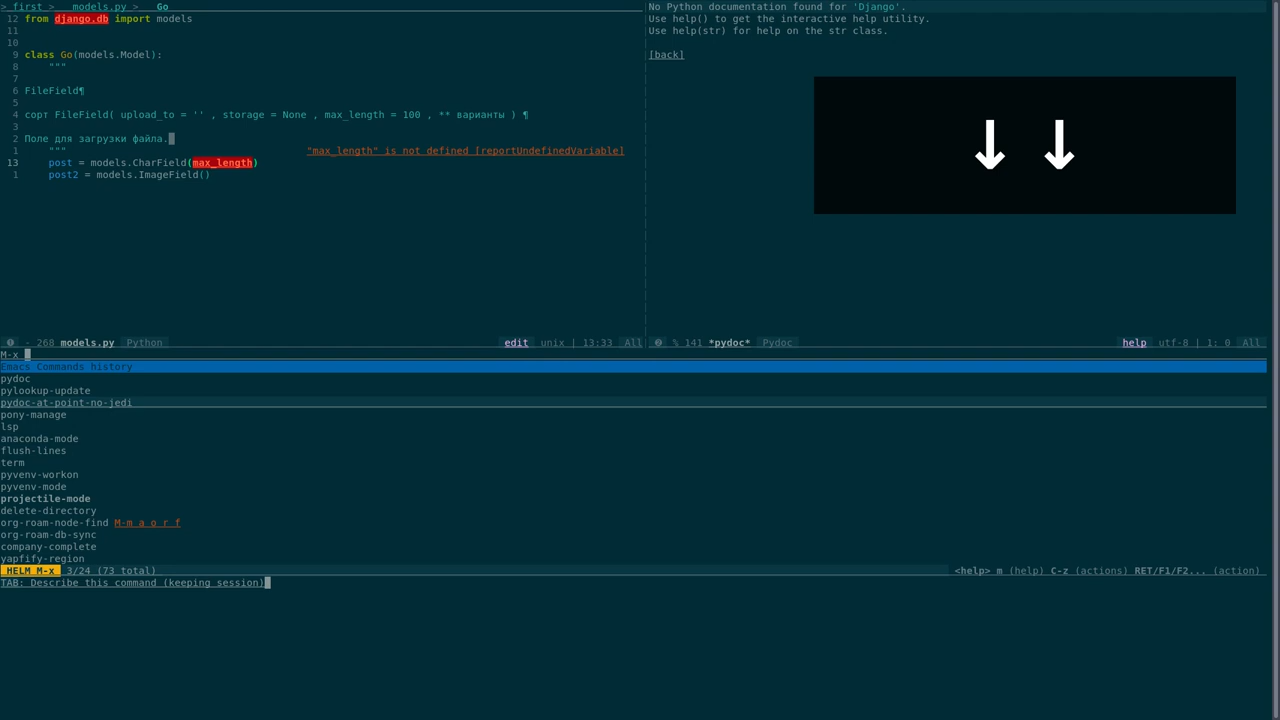 > first > models.py > Go
12 from django.db import models
11
10
9 class Go(models.Model):
8 """
7
6 FileField¶
5
4 сорт FileField( upload_to = '' , storage = None , max_length = 100 , ** варианты ) ¶
3
2 Поле для загрузки файла.
1 """ "max_length" is not defined [reportUndefinedVariable]
13 post = models.CharField(max_length)
1 post2 = models.ImageField()
❶ - 268 models.py Python edit unix | 13:33 All
No Python documentation found for 'Django'.
Use help() to get the interactive help utility.
Use help(str) for help on the str class.
[back]
↓ ↓
❷ % 141 *pydoc* Pydoc help utf-8 | 1: 0 All
M-x
Emacs Commands history
pydoc
pylookup-update
pydoc-at-point-no-jedi
pony-manage
lsp
anaconda-mode
flush-lines
term
pyvenv-workon
pyvenv-mode
projectile-mode
delete-directory
org-roam-node-find M-m a o r f
org-roam-db-sync
company-complete
yapfify-region
HELM M-x 3/24 (73 total) <help> m (help) C-z (actions) RET/F1/F2... (action)
TAB: Describe this command (keeping session)